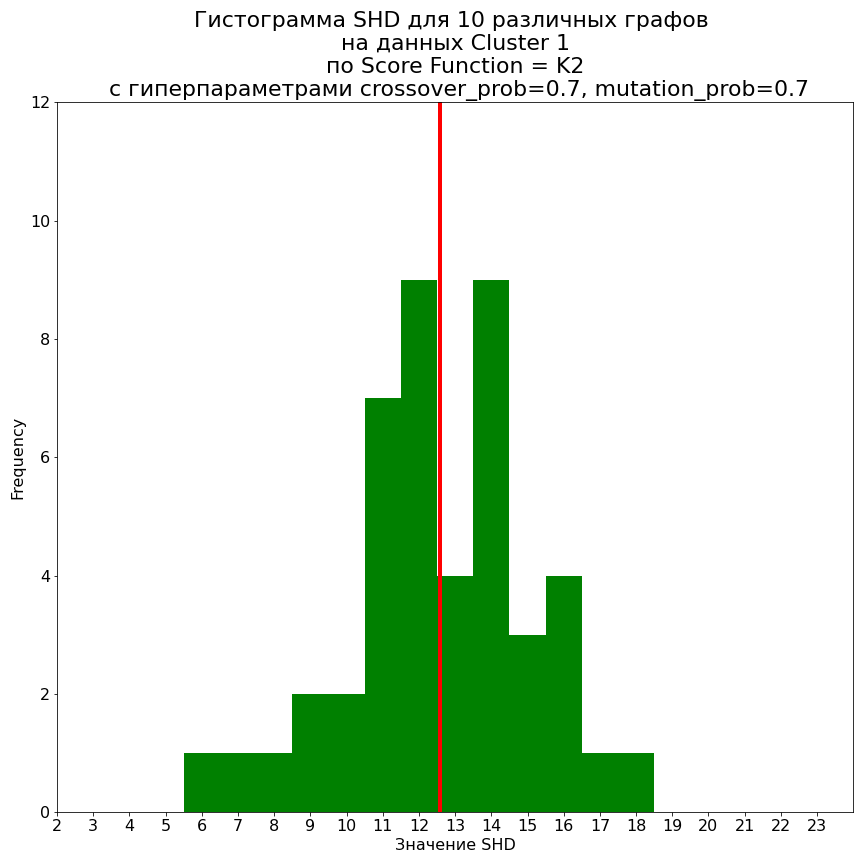 Гистограмма SHD для 10 различных графов
на данных Cluster 1
по Score Function = K2
с гиперпараметрами crossover_prob=0.7, mutation_prob=0.7
12
10
8
6
4
2
0
Frequency
2 3 4 5 6 7 8 9 10 11 12 13 14 15 16 17 18 19 20 21 22 23
Значение SHD